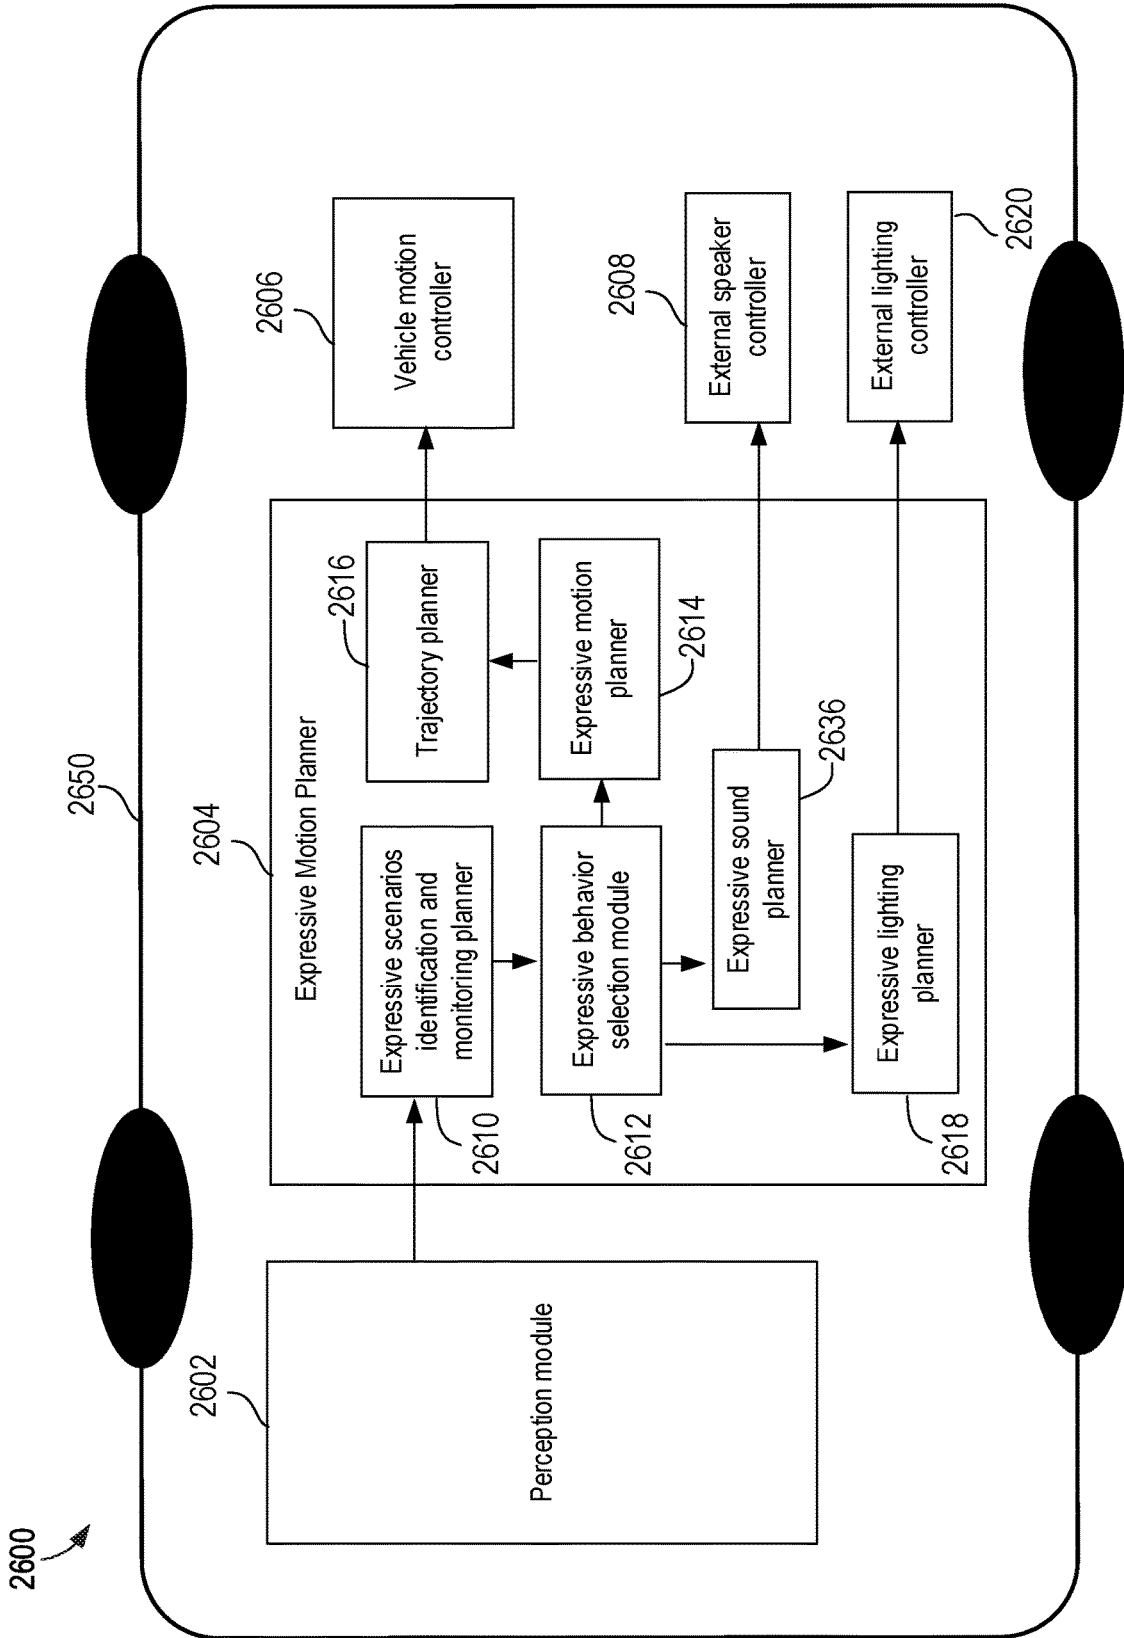 2600
2650
2602
Perception module
2604
Expressive Motion Planner
Expressive scenarios
identification and
monitoring planner
2610
Expressive behavior
selection module
2612
Trajectory planner
2616
Expressive motion
planner
2614
Expressive sound
planner
2636
Expressive lighting
planner
2618
2606
Vehicle motion
controller
2608
External speaker
controller
External lighting
controller
2620